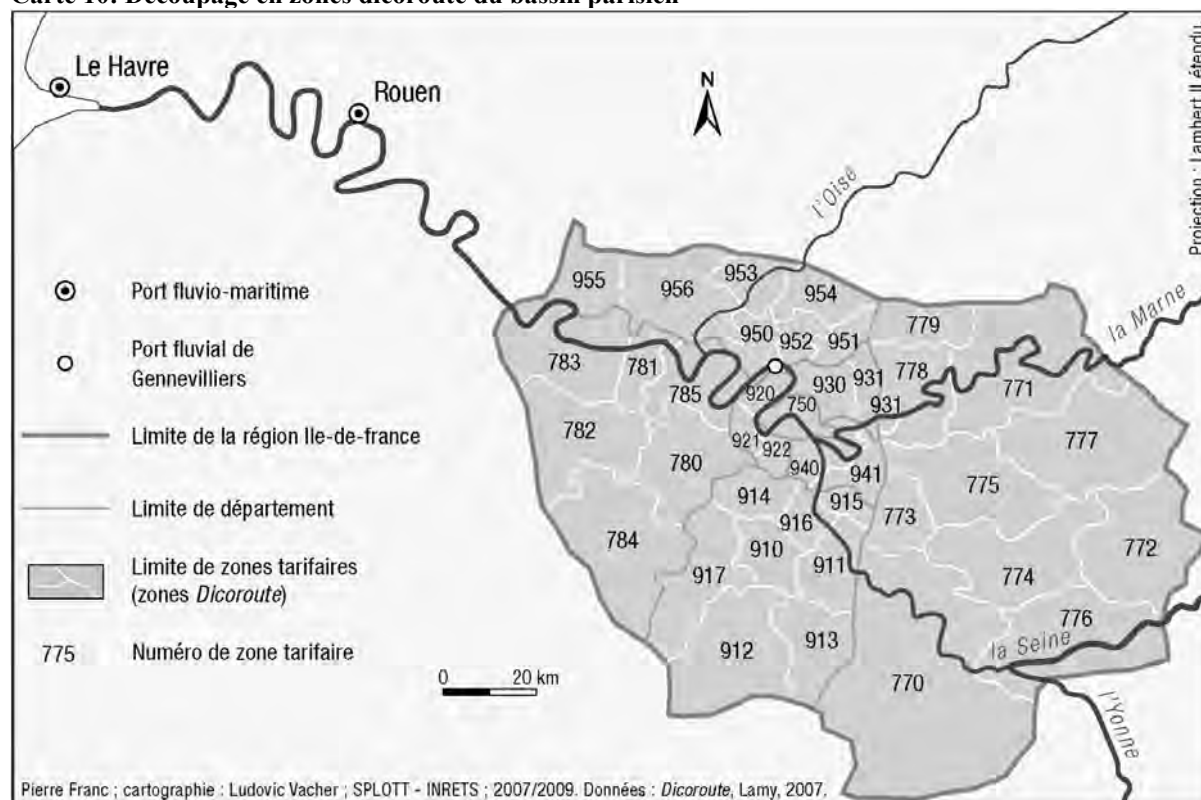 Carte 10: Découpage en zones dicoroute du bassin parisien
Le Havre
Rouen
N
Projection : Lambert II étendu
l'Oise
la Marne
Port fluvio-maritime
Port fluvial de
Gennevilliers
Limite de la région Ile-de-france
Limite de département
Limite de zones tarifaires
(zones Dicoroute)
775 Numéro de zone tarifaire
955
956
953
954
950
952
951
779
783
781
785
920
750
930
931
778
931
771
782
780
921
922
940
941
777
914
915
773
775
784
916
910
911
772
917
774
776
912
913
770
la Seine
l'Yonne
0 20 km
Pierre Franc ; cartographie : Ludovic Vacher ; SPLOTT - INRETS ; 2007/2009. Données : Dicoroute, Lamy, 2007.